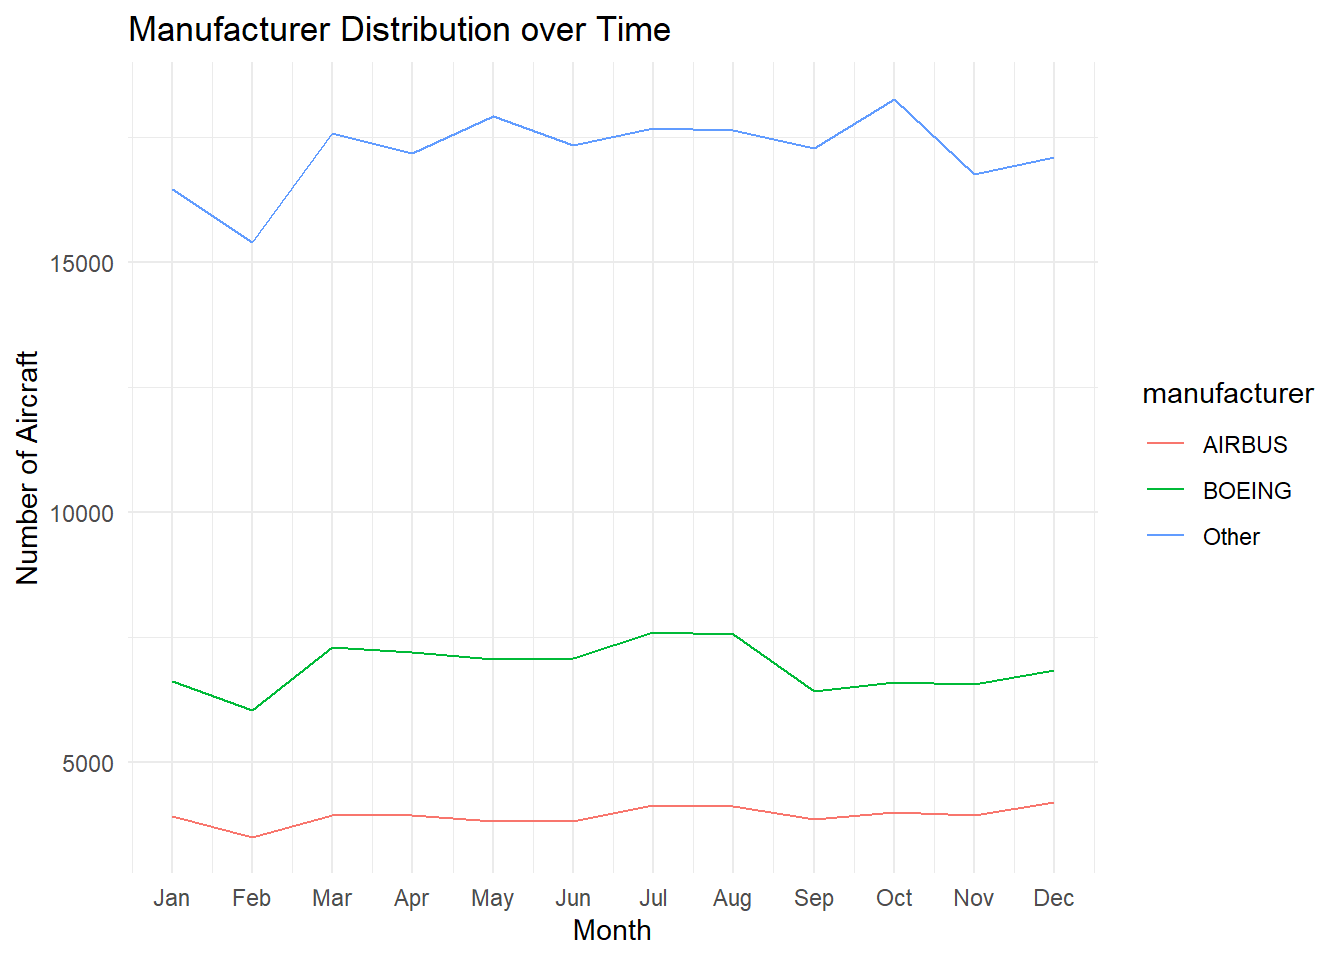 Manufacturer Distribution over Time
Number of Aircraft
15000
10000
5000
Jan Feb Mar Apr May Jun Jul Aug Sep Oct Nov Dec
Month
manufacturer
AIRBUS
BOEING
Other